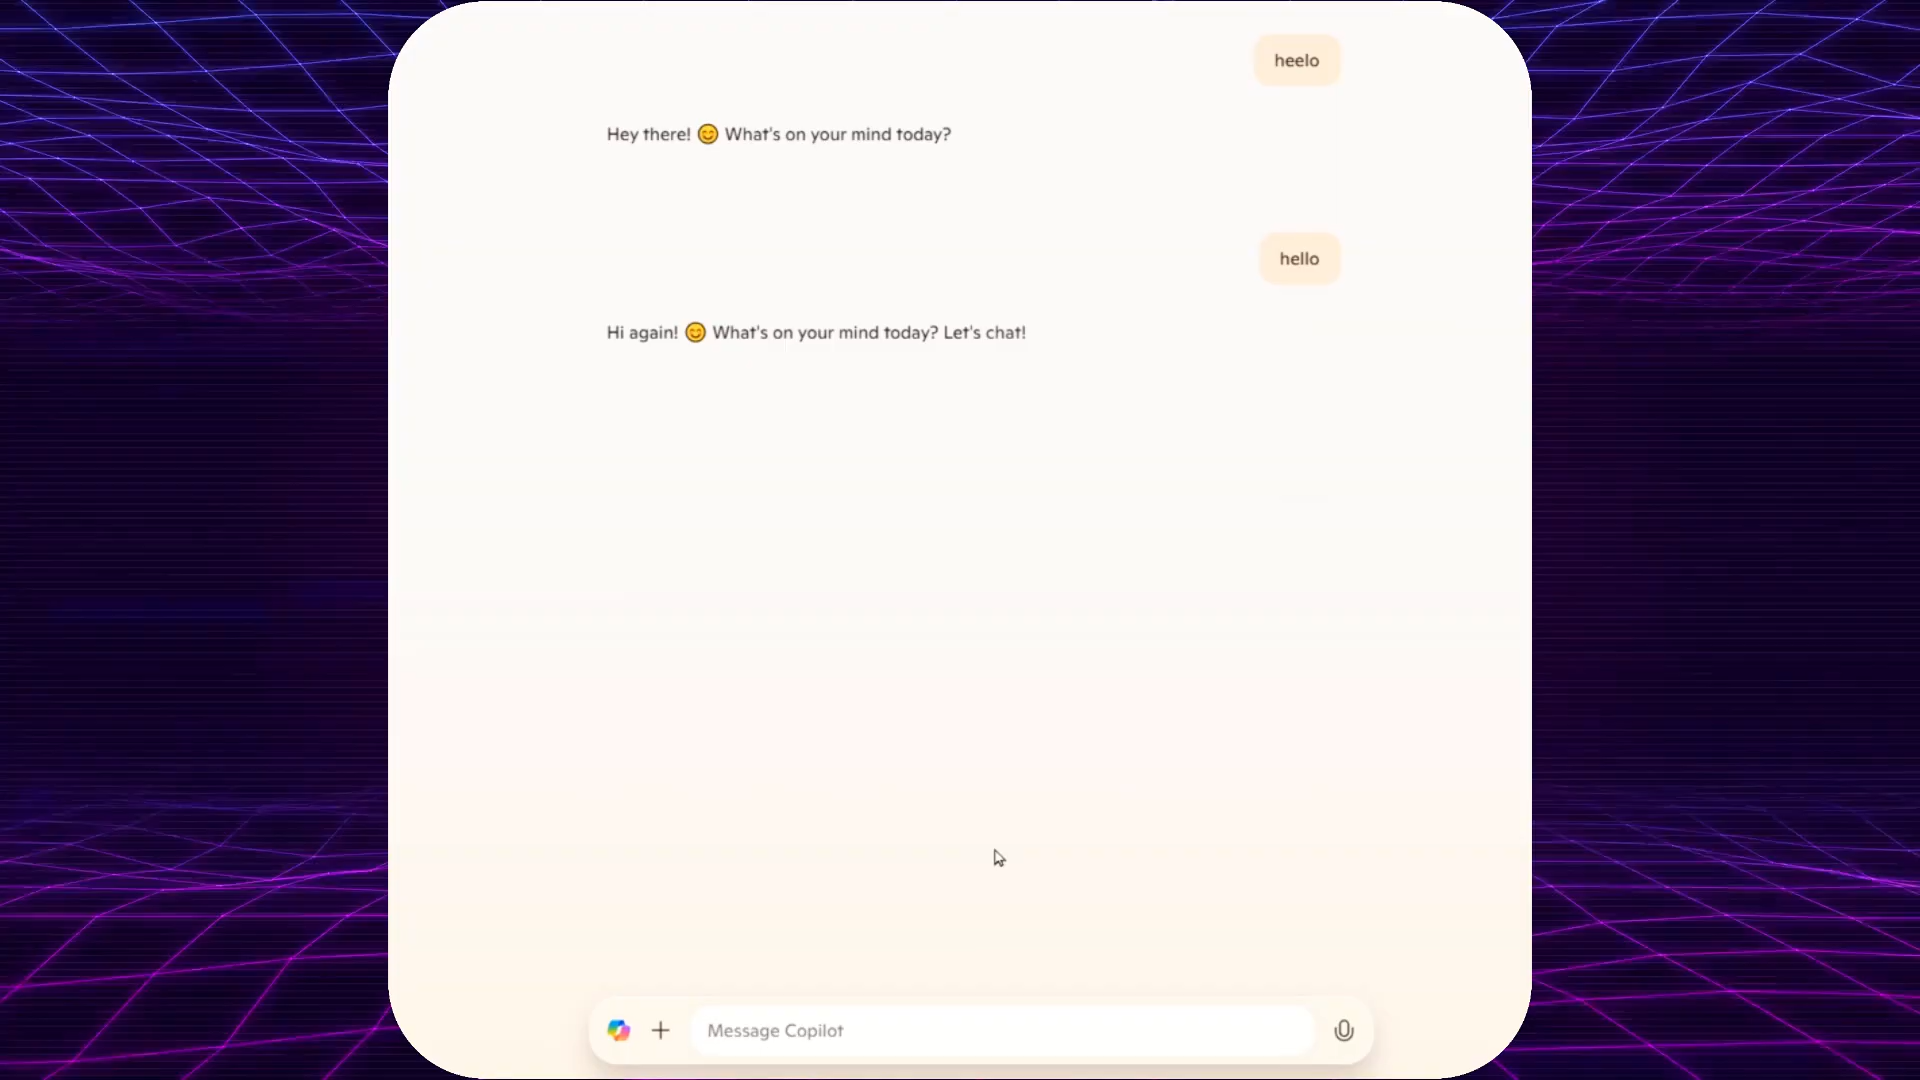 heelo
Hey there! 😊 What's on your mind today?
hello
Hi again! 😊 What's on your mind today? Let's chat!
Message Copilot